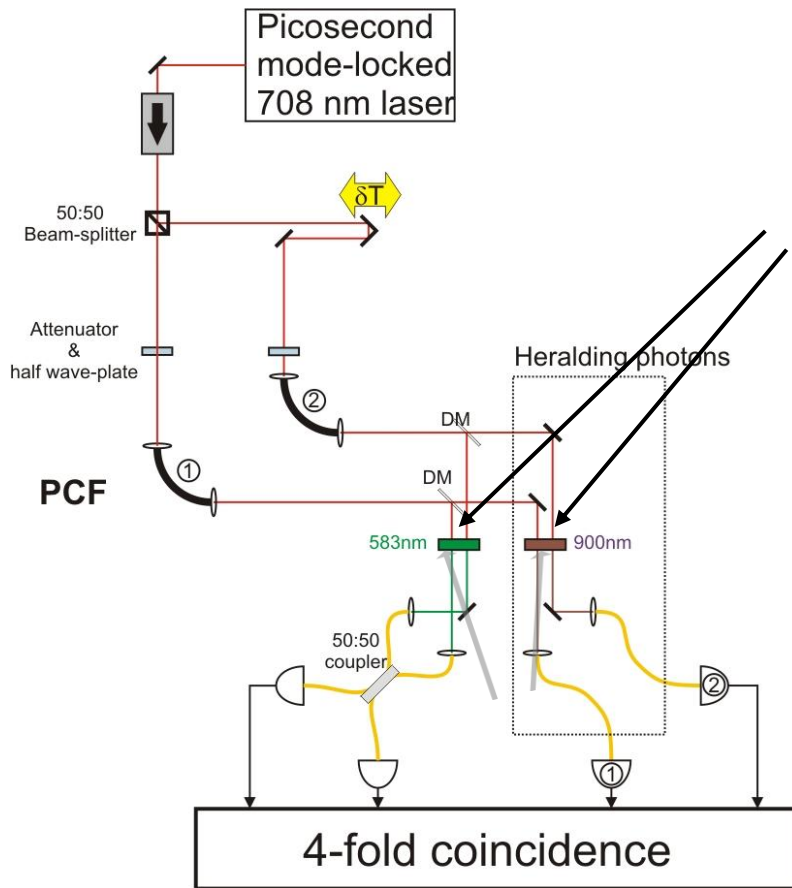 Picosecond
mode-locked
708 nm laser
δT
50:50
Beam-splitter
Attenuator
&
half wave-plate
Heralding photons
②
DM
①
DM
PCF
583nm
900nm
50:50
coupler
②
①
4-fold coincidence